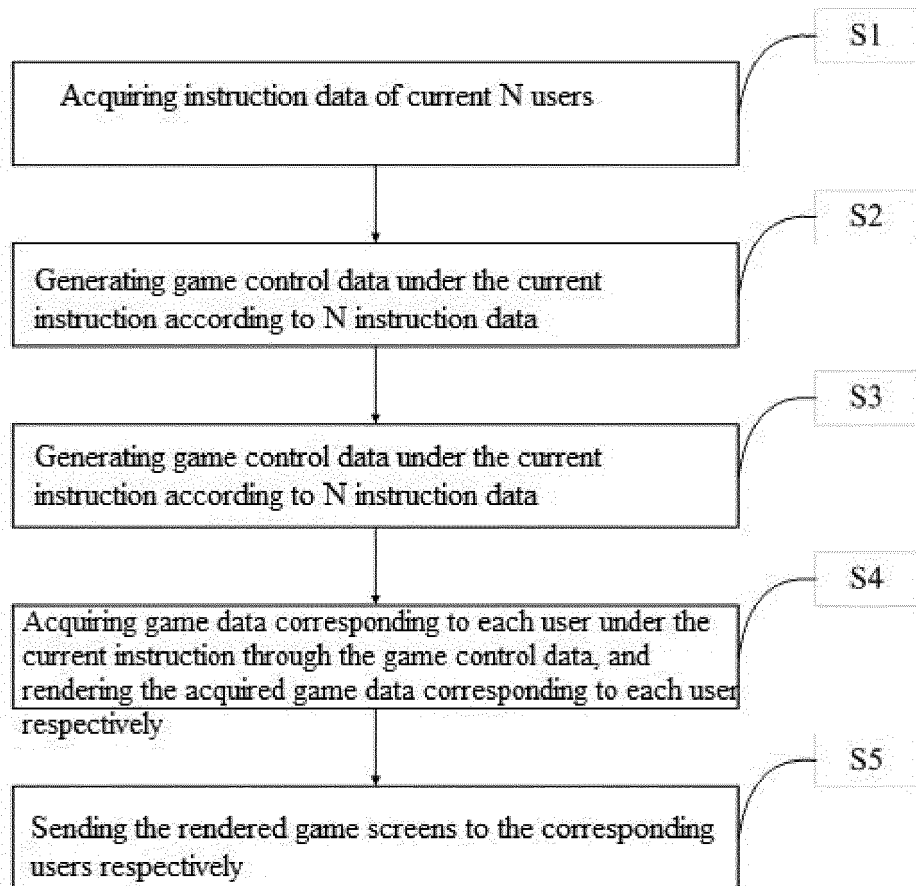 S1
Acquiring instruction data of current N users
S2
Generating game control data under the current
instruction according to N instruction data
S3
Generating game control data under the current
instruction according to N instruction data
S4
Acquiring game data corresponding to each user under the
current instruction through the game control data, and
rendering the acquired game data corresponding to each user
respectively
S5
Sending the rendered game screens to the corresponding
users respectively